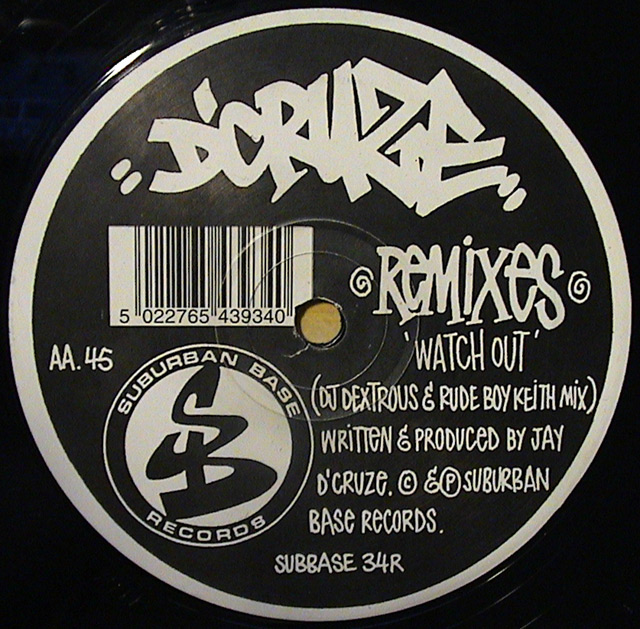 "D'CRUZE"
5 022765 439340
REMIXES
'WATCH OUT'
AA.45
(DJ DEXTROUS & RUDE BOY KEITH MIX)
WRITTEN & PRODUCED BY JAY
D'CRUZE. © & ℗ SUBURBAN
BASE RECORDS.
SUBURBAN BASE
SB
RECORDS
SUBBASE 34R